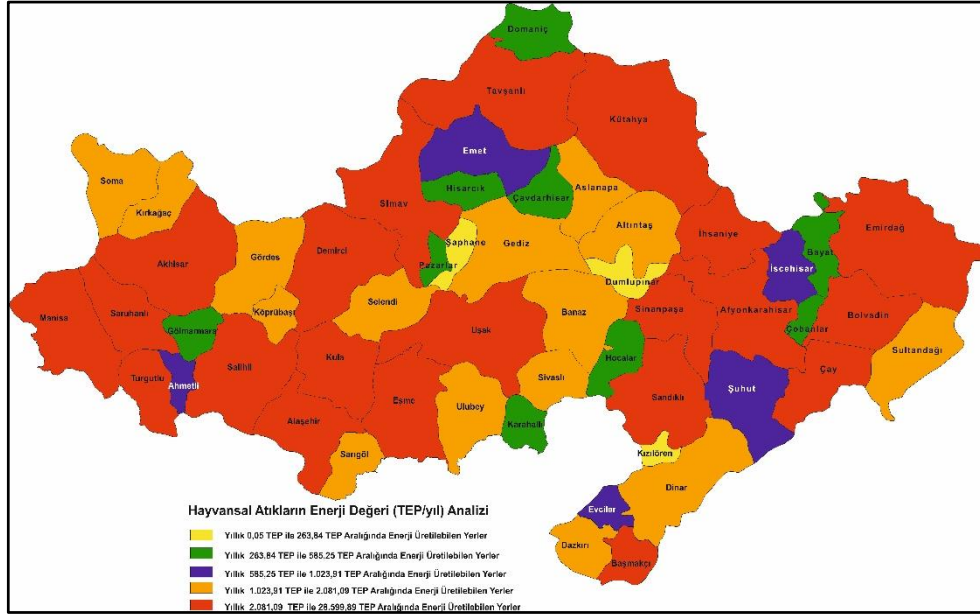 Domaniç
Tavşanlı
Kütahya
Emet
Soma
Hisarcık
Aslanapa
Çavdarhisar
Kırkağaç
Simav
Altıntaş
Emirdağ
Şaphane
Gediz
İhsaniye
Gördes
Demirci
Bayat
Akhisar
Pazarlar
İscehisar
Dumlupınar
Selendi
Köprübaşı
Sinanpaşa
Afyonkarahisar
Saruhanlı
Banaz
Bolvadin
Manisa
Gölmarmara
Uşak
Çobanlar
Sultandağı
Kula
Hocalar
Salihli
Çay
Turgutlu
Ahmetli
Sivaslı
Şuhut
Eşme
Ulubey
Sandıklı
Alaşehir
Karahallı
Sarıgöl
Kızılören
Dinar
Evciler
Dazkırı
Başmakçı
Hayvansal Atıkların Enerji Değeri (TEP/yıl) Analizi
Yıllık 0,05 TEP ile 263,84 TEP Aralığında Enerji Üretilebilen Yerler
Yıllık 263,84 TEP ile 585,25 TEP Aralığında Enerji Üretilebilen Yerler
Yıllık 585,25 TEP ile 1.023,91 TEP Aralığında Enerji Üretilebilen Yerler
Yıllık 1.023,91 TEP ile 2.081,09 TEP Aralığında Enerji Üretilebilen Yerler
Yıllık 2.081,09 TEP ile 28.599,89 TEP Aralığında Enerji Üretilebilen Yerler